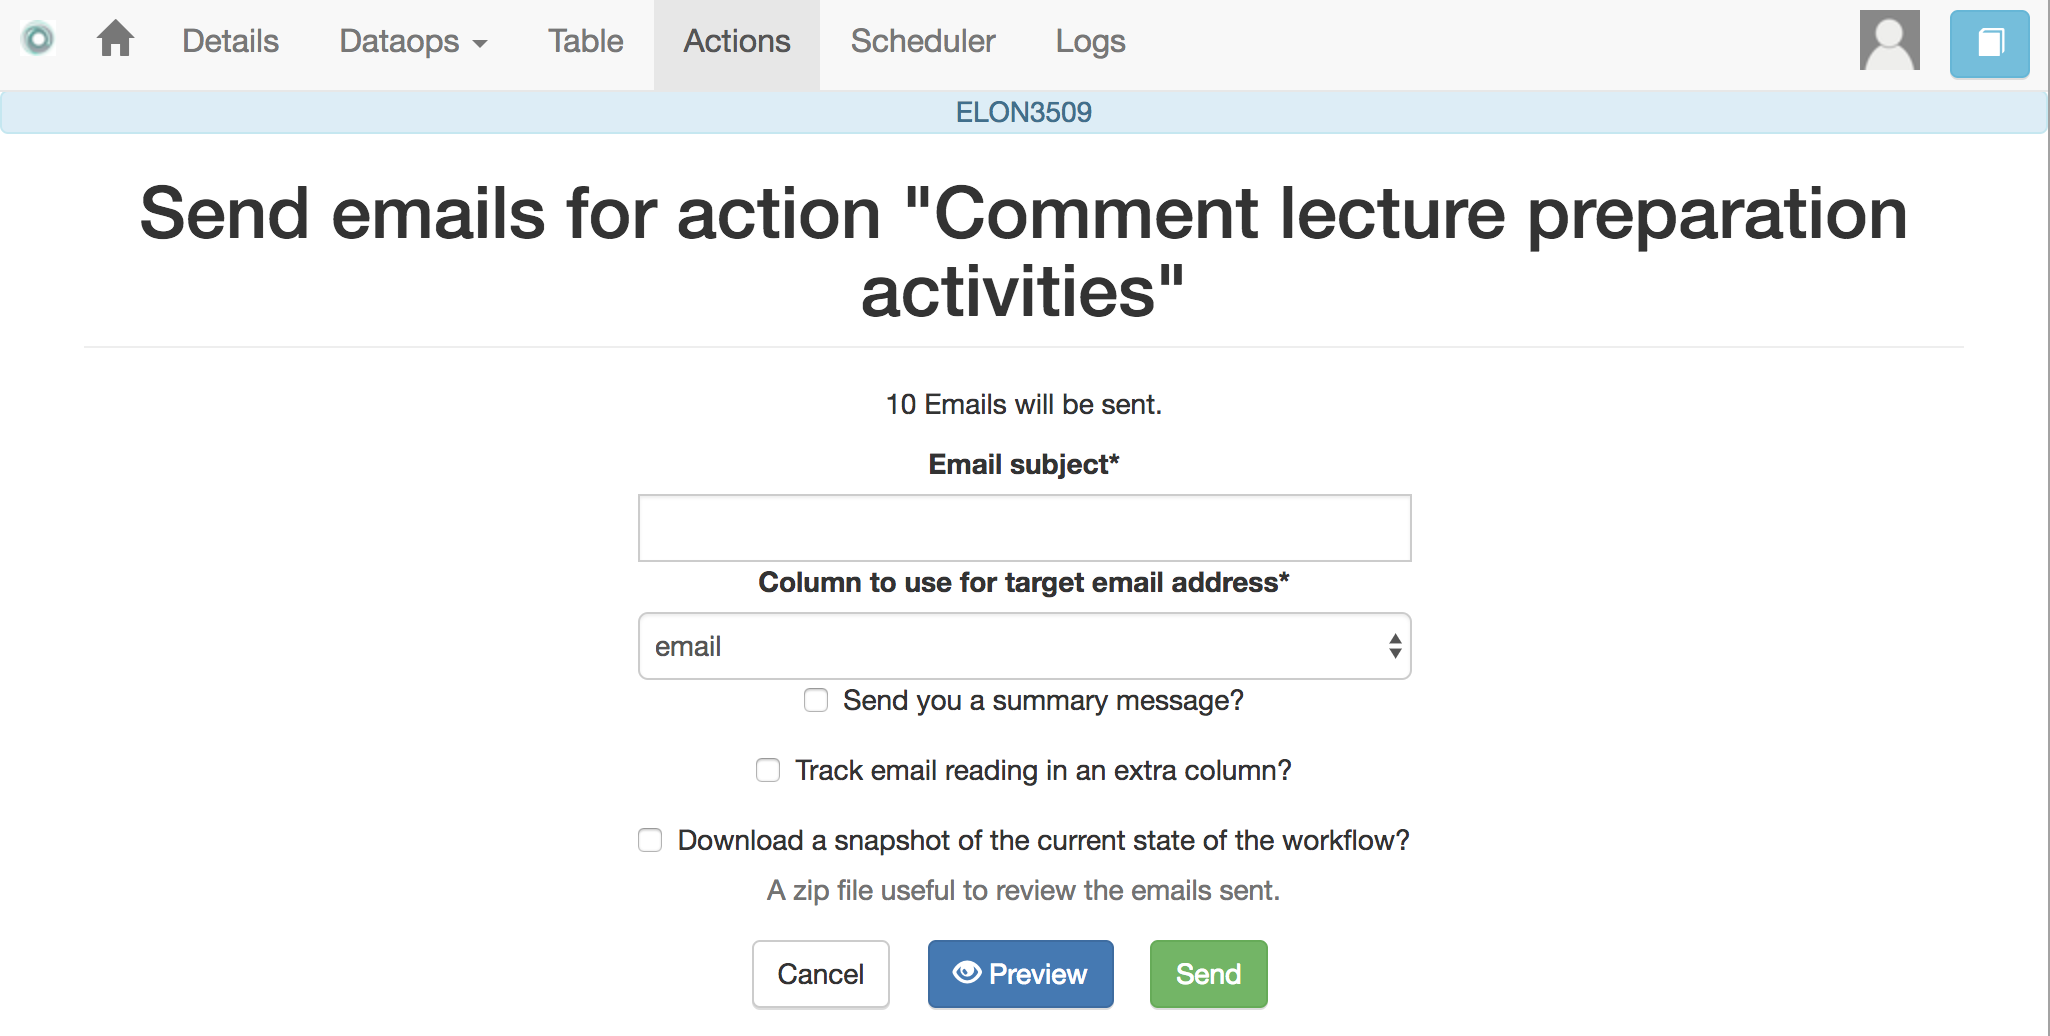 Details Dataops Table Actions Scheduler Logs
ELON3509
Send emails for action "Comment lecture preparation
activities"
10 Emails will be sent.
Email subject*
Column to use for target email address*
email
Send you a summary message?
Track email reading in an extra column?
Download a snapshot of the current state of the workflow?
A zip file useful to review the emails sent.
Cancel Preview Send